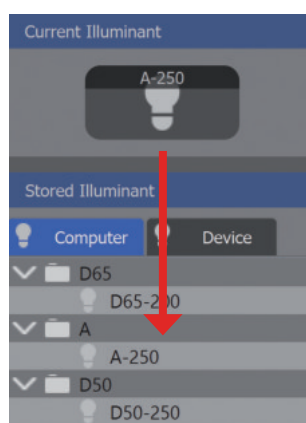 Current Illuminant
A-250
Stored Illuminant
Computer Device
D65
D65-200
A
A-250
D50
D50-250